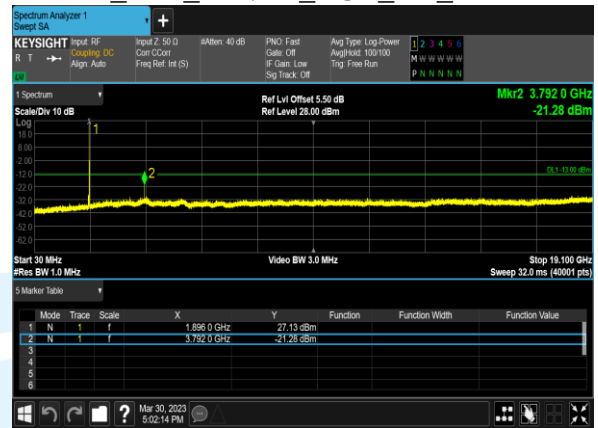 Spectrum Analyzer 1
Swept SA
+
KEYSIGHT Input: RF Input Z: 50 Ω #Atten: 40 dB PNO: Fast Avg Type: Log-Power 1 2 3 4 5 6
R T Coupling: DC Corr CCorr Gate: Off Avg|Hold: 100/100 M W W W W W
Align: Auto Freq Ref: Int (S) IF Gain: Low Trig: Free Run
LV Sig Track: Off P N N N N N
1 Spectrum Ref Lvl Offset 5.50 dB Mkr2 3.792 0 GHz
Scale/Div 10 dB Ref Level 28.00 dBm -21.28 dBm
Log
1
18.0
8.00
-2.00
-12.0 2 DL1 -13.00 dBm
-22.0
-32.0
-42.0
-52.0
-62.0
Start 30 MHz Video BW 3.0 MHz Stop 19.100 GHz
#Res BW 1.0 MHz Sweep 32.0 ms (40001 pts)
5 Marker Table
Mode Trace Scale X Y Function Function Width Function Value
1 N 1 f 1.896 0 GHz 27.13 dBm
2 N 1 f 3.792 0 GHz -21.28 dBm
3
4
5
6
? Mar 30, 2023
5:02:14 PM